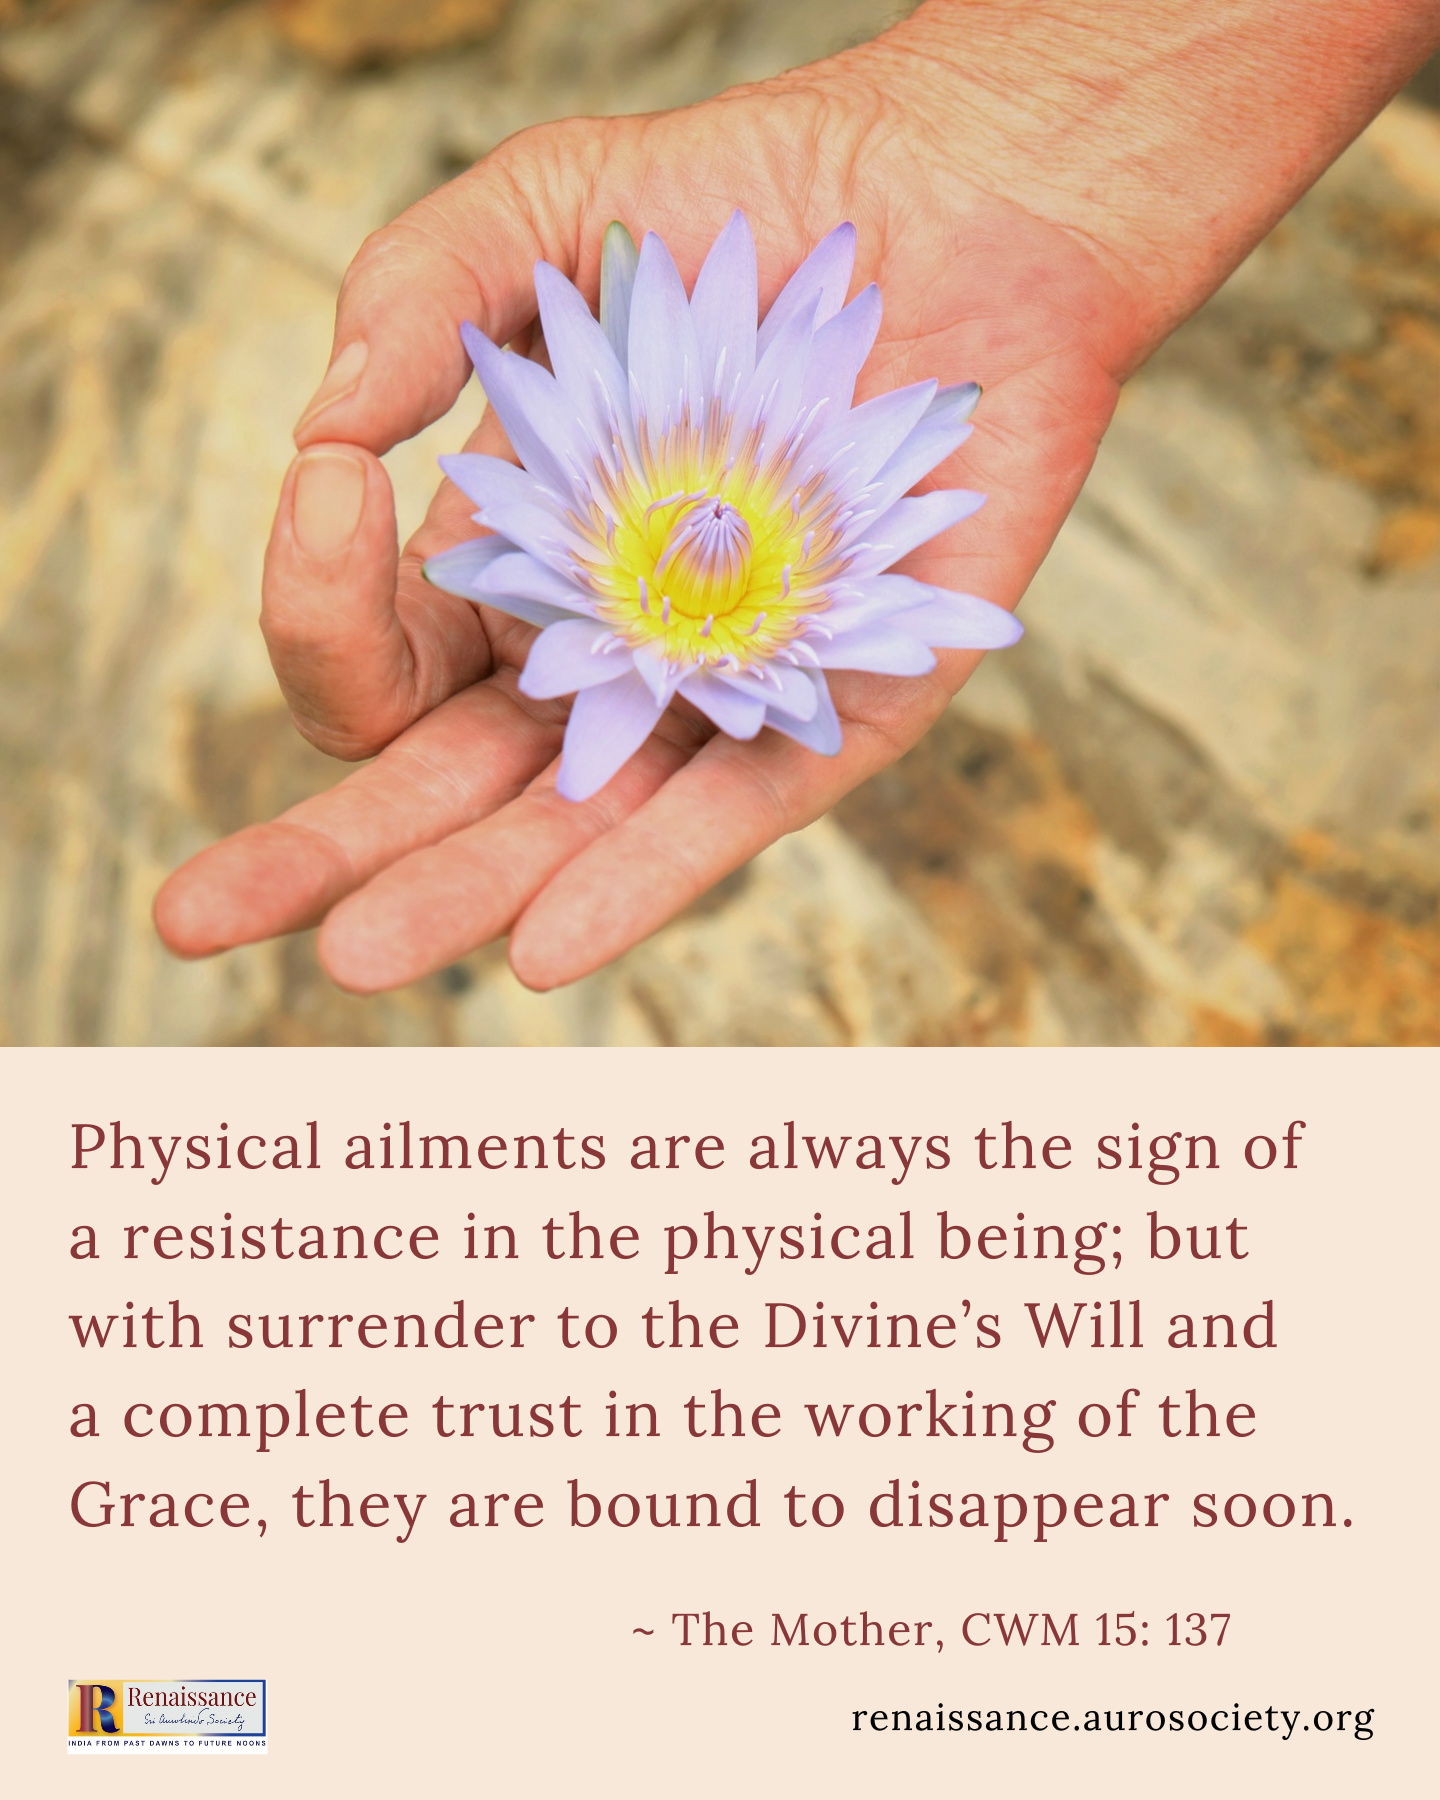 Physical ailments are always the sign of
a resistance in the physical being; but
with surrender to the Divine’s Will and
a complete trust in the working of the
Grace, they are bound to disappear soon.
~ The Mother, CWM 15: 137
R Renaissance
Sri Aurobindo Society
INDIA FROM PAST DAWNS TO FUTURE NOONS
renaissance.aurosociety.org